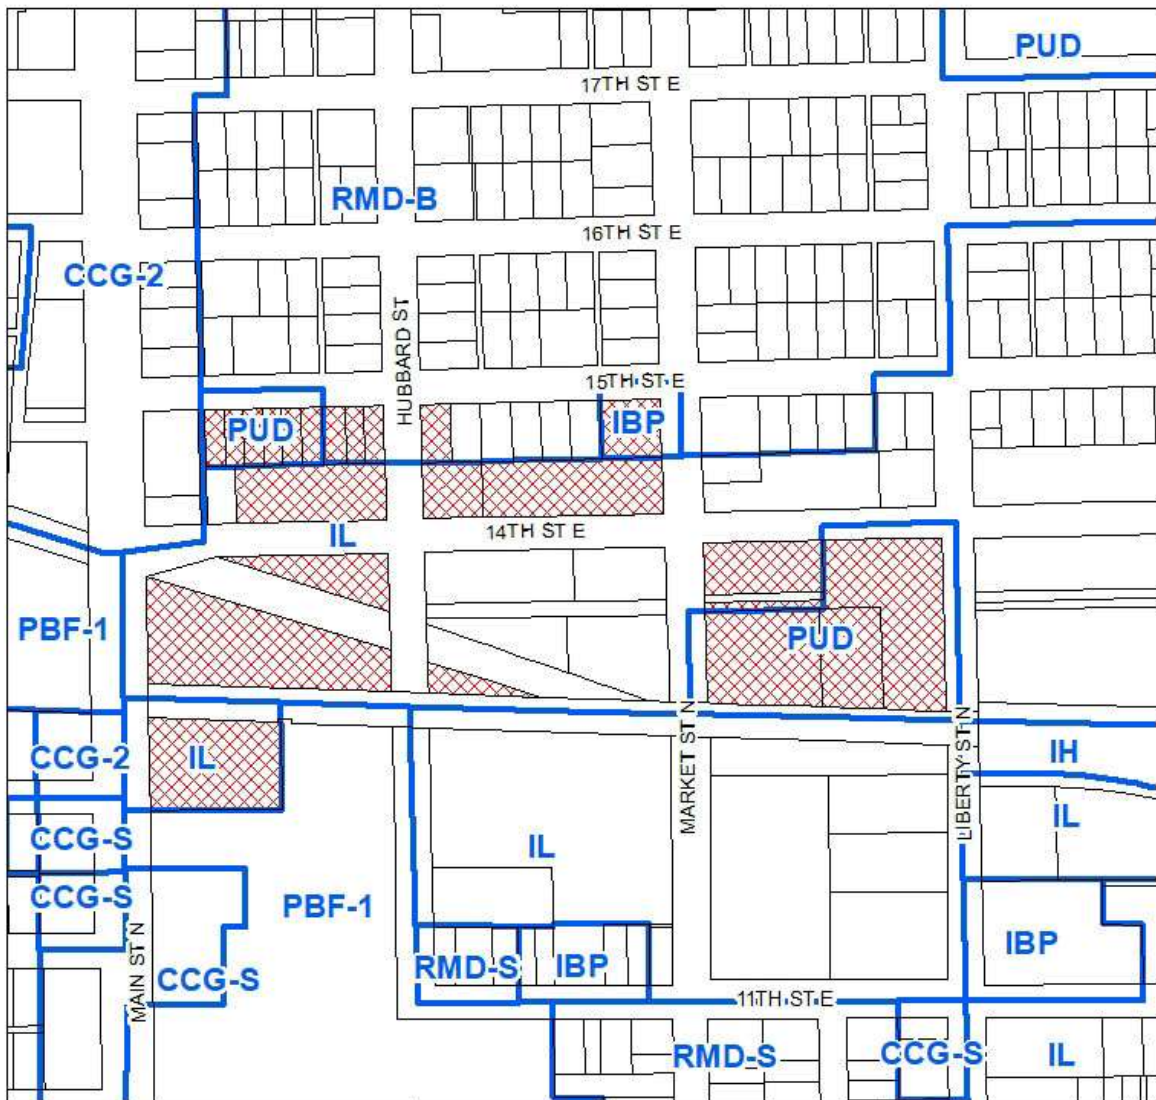 PUD
17TH ST E
RMD-B
16TH ST E
CCG-2
HUBBARD ST
15TH ST E
PUD
IBP
14TH ST E
IL
PBF-1
PUD
MARKET ST N
LIBERTY ST N
CCG-2
IL
IH
CCG-S
IL
IL
CCG-S
PBF-1
MAIN ST N
CCG-S
RMD-S
IBP
IBP
11TH ST E
RMD-S
CCG-S
IL